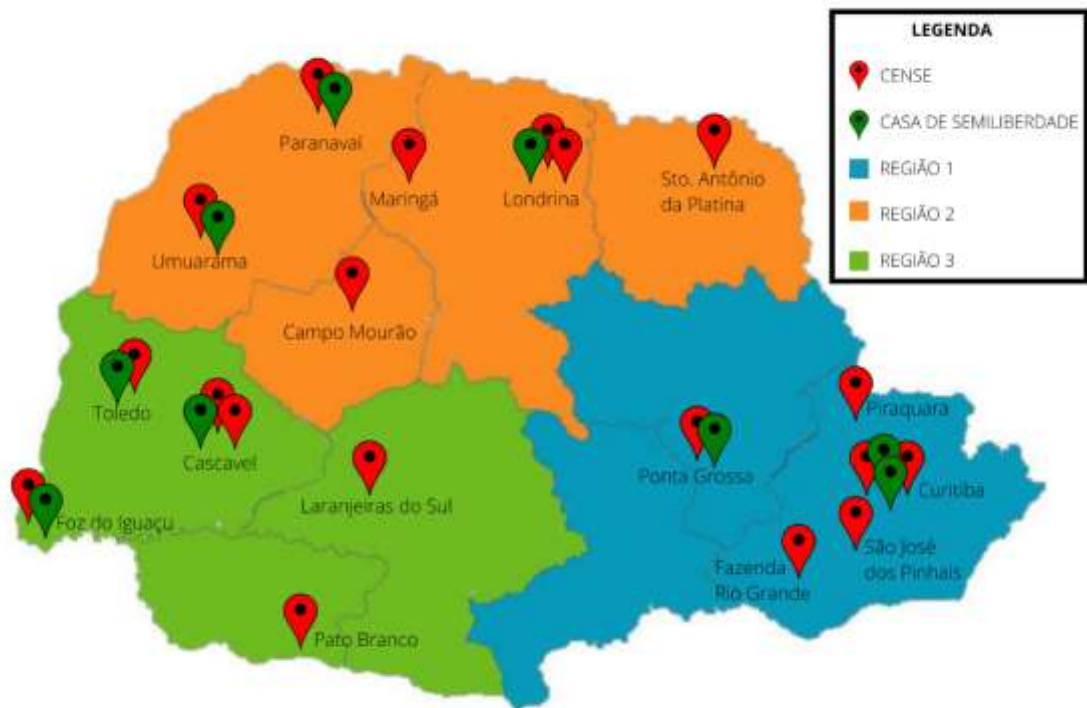 LEGENDA
CENSE
CASA DE SEMILIBERDADE
REGIÃO 1
REGIÃO 2
REGIÃO 3
Paranavaí
Maringá
Londrina
Sto. Antônio
da Platina
Umuarama
Campo Mourão
Toledo
Cascavel
Piraquara
Laranjeiras do Sul
Ponta Grossa
Curitiba
Foz do Iguaçu
São José
dos Pinhais
Fazenda
Rio Grande
Pato Branco